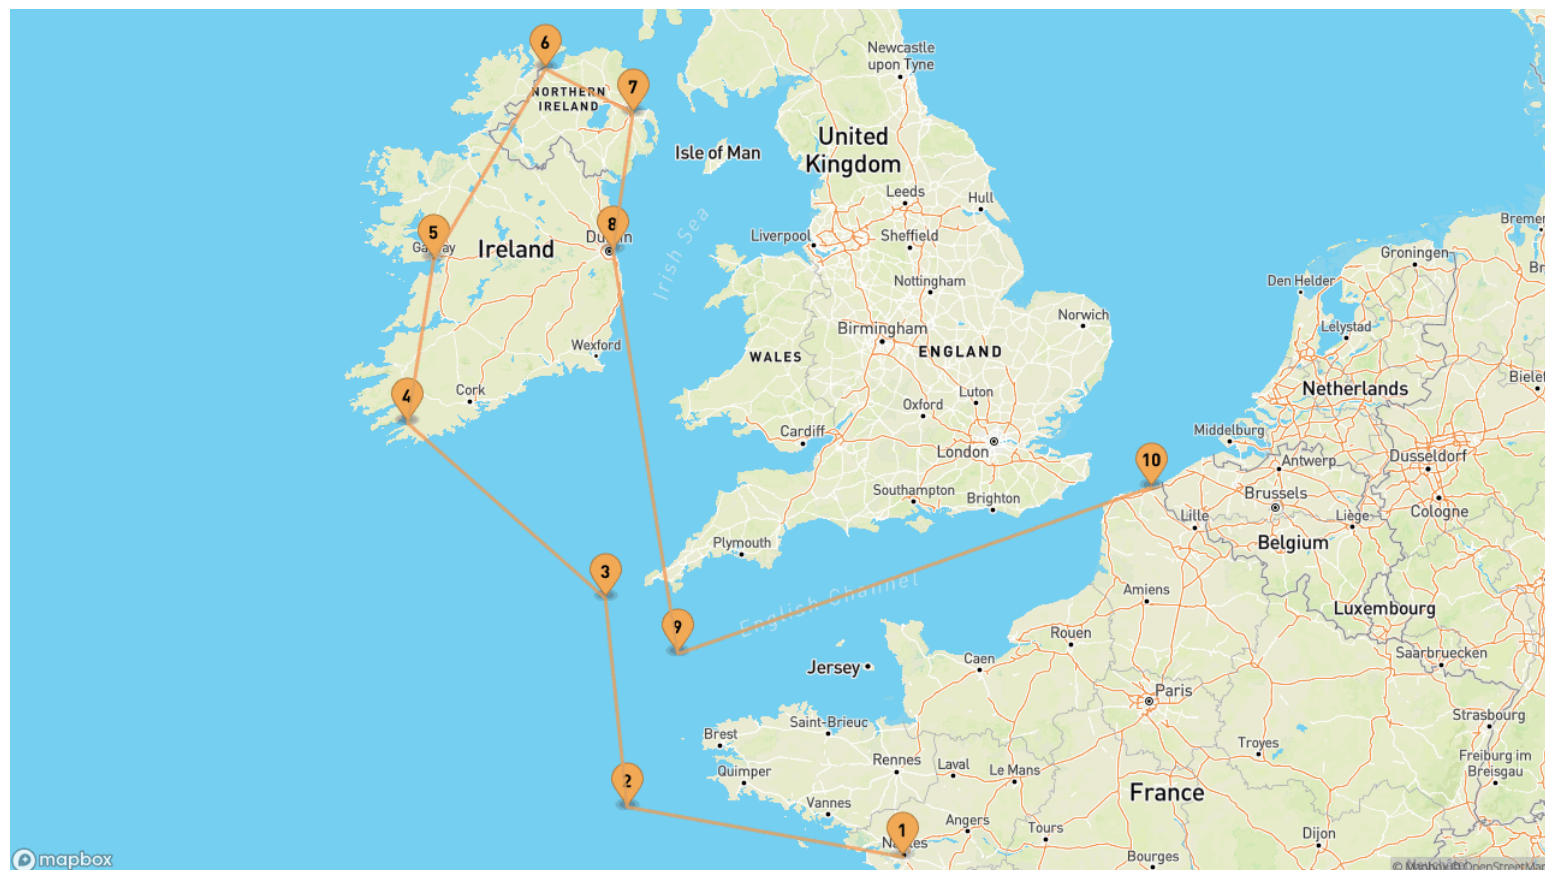 6
7
Newcastle
upon Tyne
NORTHERN
IRELAND
United
Kingdom
Isle of Man
Leeds
Hull
5
8
Ireland
Irish Sea
Liverpool
Sheffield
Nottingham
Birmingham
Norwich
WALES
ENGLAND
Wexford
4
Cork
Luton
Oxford
Cardiff
London
Southampton
Brighton
Plymouth
Groningen
Den Helder
Lelystad
Netherlands
Middelburg
10
Antwerp
Dusseldorf
Brussels
Cologne
Lille
Liège
Belgium
3
English Channel
9
Amiens
Luxembourg
Rouen
Saarbruecken
Jersey
Caen
Paris
Saint-Brieuc
Brest
Strasbourg
Rennes
Laval
Le Mans
Troyes
Freiburg im
Breisgau
Quimper
2
Vannes
France
1
Angers
Tours
Dijon
Bourges
mapbox
© Mapbox © OpenStreetMap